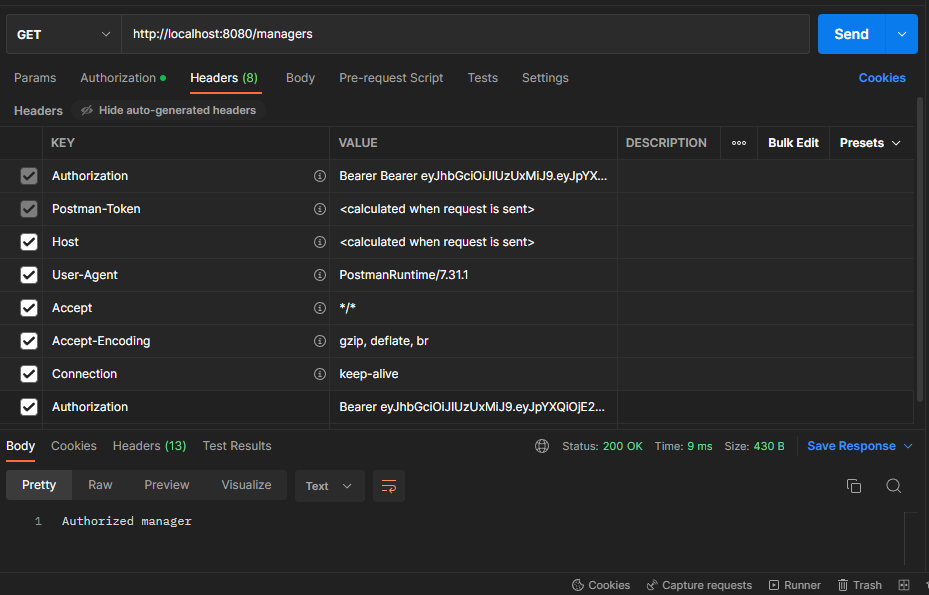 GET http://localhost:8080/managers Send
Params Authorization Headers (8) Body Pre-request Script Tests Settings Cookies
Headers Hide auto-generated headers
KEY VALUE DESCRIPTION Bulk Edit Presets
Authorization Bearer Bearer eyJhbGciOiJIUzUxMiJ9.eyJpYX...
Postman-Token <calculated when request is sent>
Host <calculated when request is sent>
User-Agent PostmanRuntime/7.31.1
Accept */*
Accept-Encoding gzip, deflate, br
Connection keep-alive
Authorization Bearer eyJhbGciOiJIUzUxMiJ9.eyJpYXQiOjE2...
Body Cookies Headers (13) Test Results Status: 200 OK Time: 9 ms Size: 430 B Save Response
Pretty Raw Preview Visualize Text
1 Authorized manager
Cookies Capture requests Runner Trash